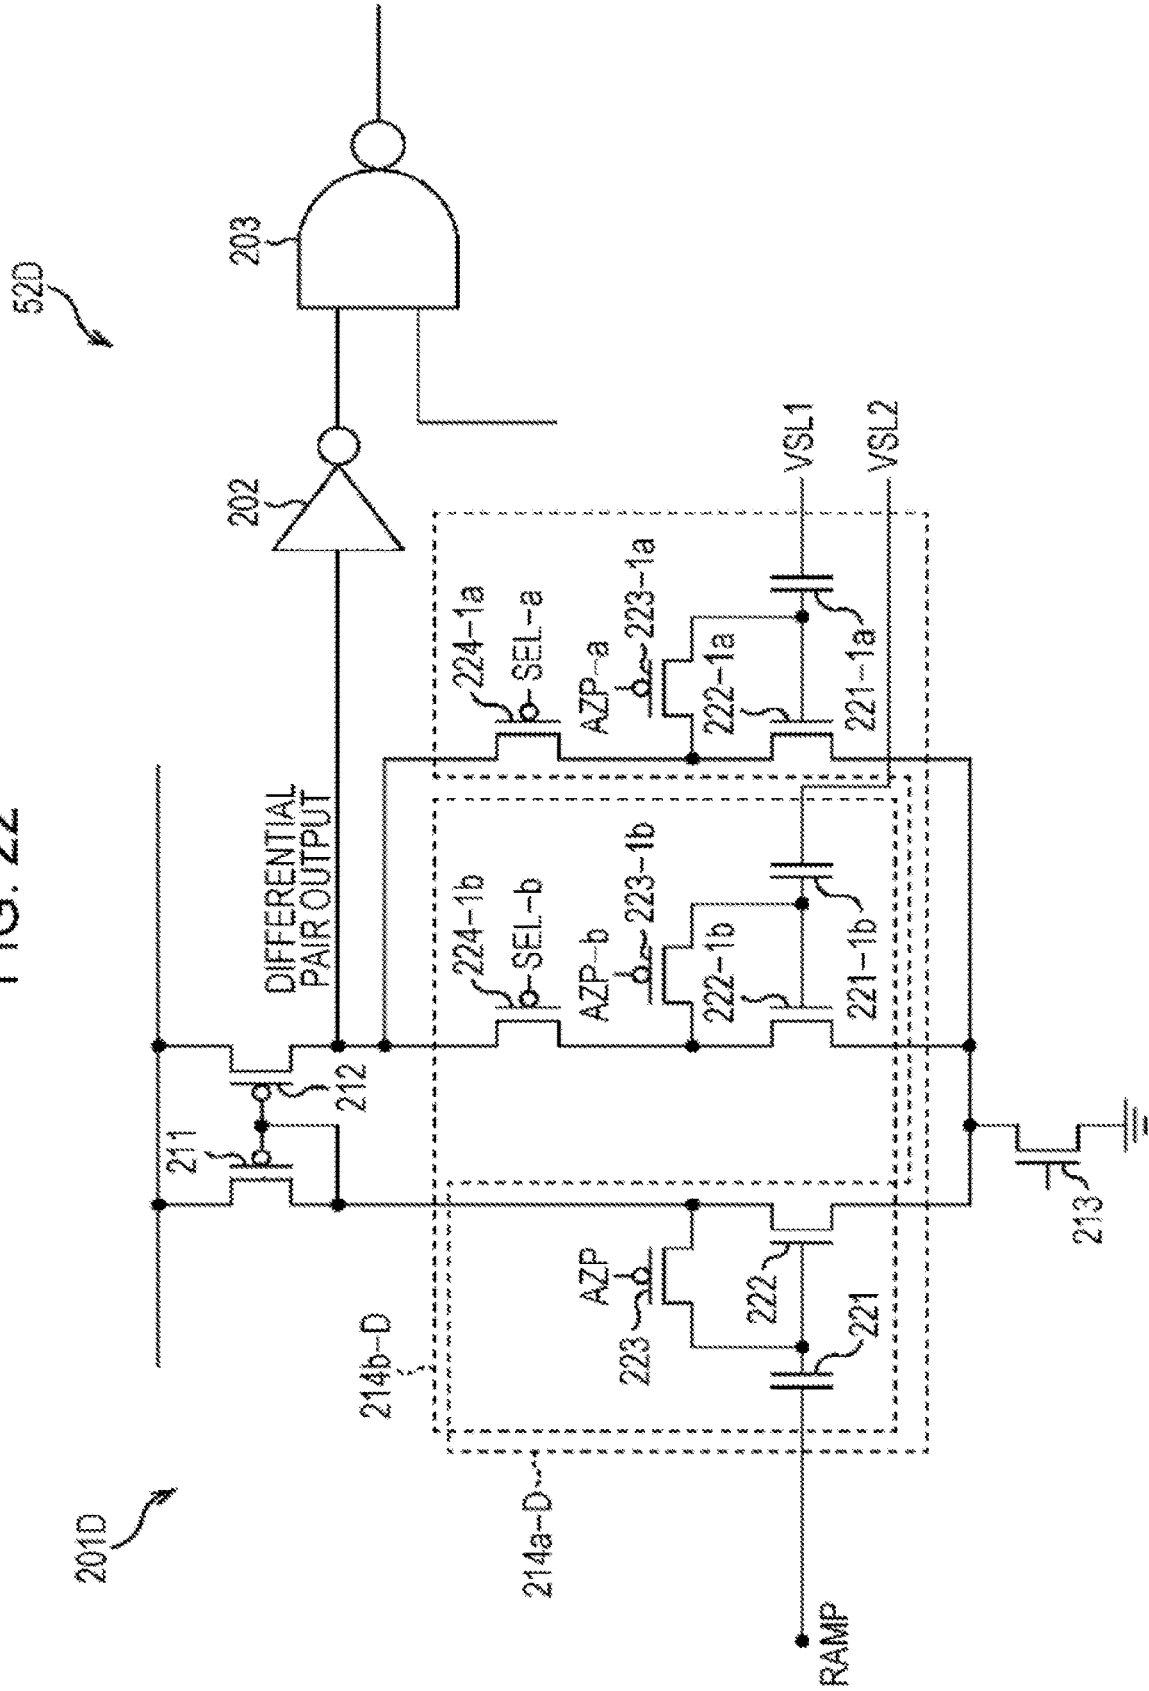 FIG. 22
52D
201D
203
202
DIFFERENTIAL
PAIR OUTPUT
211
212
214b-D
214a-D
224-1a
SEL-a
AZP-a
223-1a
222-1a
221-1a
VSL1
VSL2
224-1b
SEL-b
AZP-b
223-1b
222-1b
221-1b
AZP
223
222
221
213
RAMP